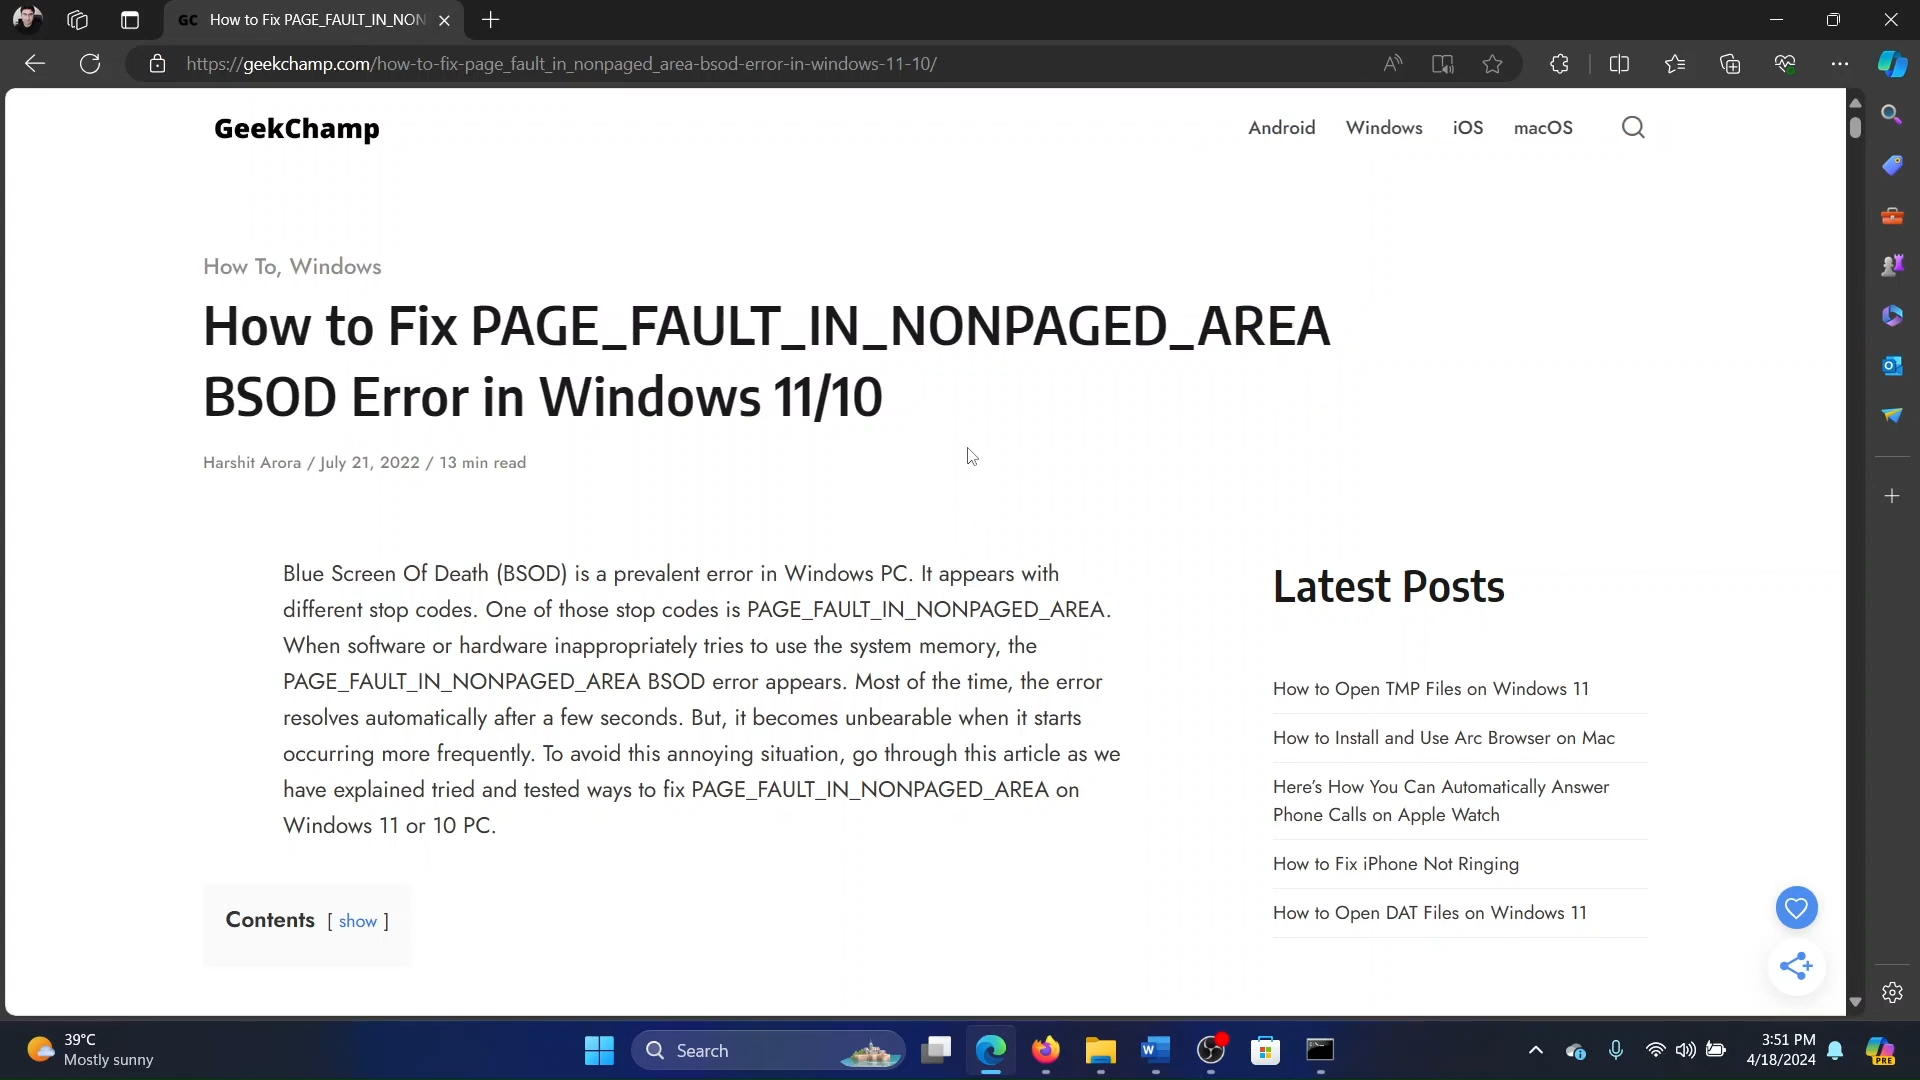 GC How to Fix PAGE_FAULT_IN_NON
https://geekchamp.com/how-to-fix-page_fault_in_nonpaged_area-bsod-error-in-windows-11-10/
GeekChamp
Android Windows iOS macOS
How To, Windows
How to Fix PAGE_FAULT_IN_NONPAGED_AREA
BSOD Error in Windows 11/10
Harshit Arora / July 21, 2022 / 13 min read
Blue Screen Of Death (BSOD) is a prevalent error in Windows PC. It appears with
different stop codes. One of those stop codes is PAGE_FAULT_IN_NONPAGED_AREA.
When software or hardware inappropriately tries to use the system memory, the
PAGE_FAULT_IN_NONPAGED_AREA BSOD error appears. Most of the time, the error
resolves automatically after a few seconds. But, it becomes unbearable when it starts
occurring more frequently. To avoid this annoying situation, go through this article as we
have explained tried and tested ways to fix PAGE_FAULT_IN_NONPAGED_AREA on
Windows 11 or 10 PC.
Contents [ show ]
Latest Posts
How to Open TMP Files on Windows 11
How to Install and Use Arc Browser on Mac
Here's How You Can Automatically Answer
Phone Calls on Apple Watch
How to Fix iPhone Not Ringing
How to Open DAT Files on Windows 11
39°C
Mostly sunny
Search
3:51 PM
4/18/2024
PRE